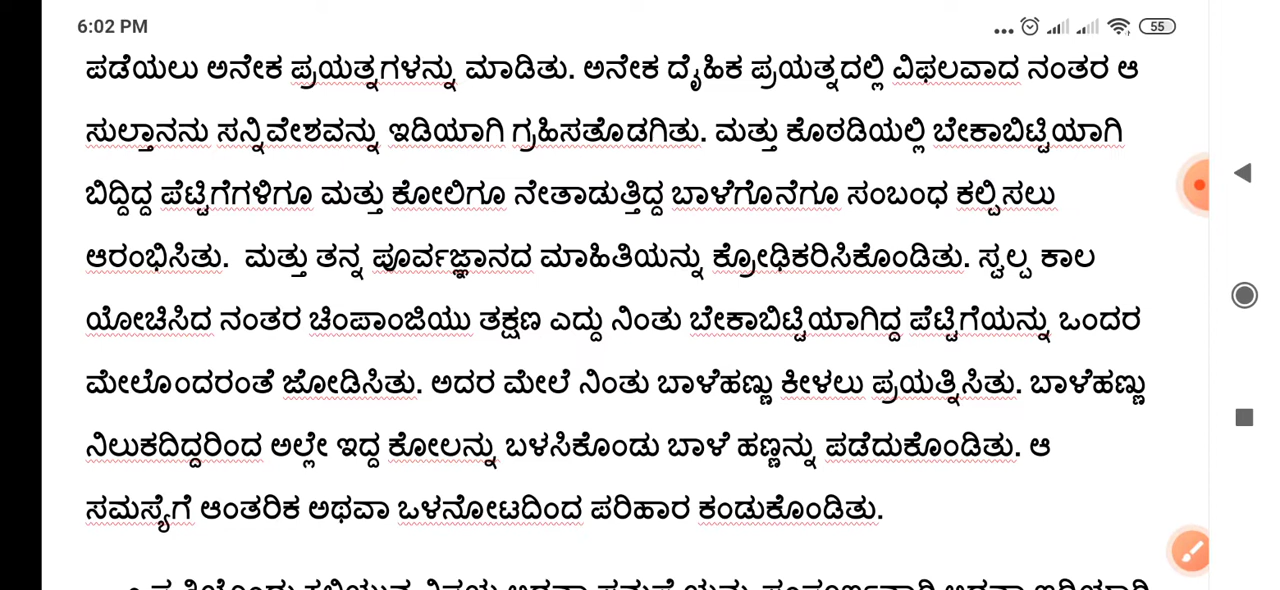 6:02 PM
55
ಪಡೆಯಲು ಅನೇಕ ಪ್ರಯತ್ನಗಳನ್ನು ಮಾಡಿತು. ಅನೇಕ ದೈಹಿಕ ಪ್ರಯತ್ನದಲ್ಲಿ ವಿಫಲವಾದ ನಂತರ ಆ
ಸುಲ್ತಾನನು ಸನ್ನಿವೇಶವನ್ನು ಇಡಿಯಾಗಿ ಗ್ರಹಿಸತೊಡಗಿತು. ಮತ್ತು ಕೊಠಡಿಯಲ್ಲಿ ಬೇಕಾಬಿಟ್ಟಿಯಾಗಿ
ಬಿದ್ದಿದ್ದ ಪೆಟ್ಟಿಗೆಗಳಿಗೂ ಮತ್ತು ಕೋಲಿಗೂ ನೇತಾಡುತ್ತಿದ್ದ ಬಾಳೆಗೊನೆಗೂ ಸಂಬಂಧ ಕಲ್ಪಿಸಲು
ಆರಂಭಿಸಿತು. ಮತ್ತು ತನ್ನ ಪೂರ್ವಜ್ಞಾನದ ಮಾಹಿತಿಯನ್ನು ಕ್ರೋಢಿಕರಿಸಿಕೊಂಡಿತು. ಸ್ವಲ್ಪ ಕಾಲ
ಯೋಚಿಸಿದ ನಂತರ ಚಿಂಪಾಂಜಿಯು ತಕ್ಷಣ ಎದ್ದು ನಿಂತು ಬೇಕಾಬಿಟ್ಟಿಯಾಗಿದ್ದ ಪೆಟ್ಟಿಗೆಯನ್ನು ಒಂದರ
ಮೇಲೊಂದರಂತೆ ಜೋಡಿಸಿತು. ಅದರ ಮೇಲೆ ನಿಂತು ಬಾಳೆಹಣ್ಣು ಕೀಳಲು ಪ್ರಯತ್ನಿಸಿತು. ಬಾಳೆಹಣ್ಣು
ನಿಲುಕದಿದ್ದರಿಂದ ಅಲ್ಲೇ ಇದ್ದ ಕೋಲನ್ನು ಬಳಸಿಕೊಂಡು ಬಾಳೆ ಹಣ್ಣನ್ನು ಪಡೆದುಕೊಂಡಿತು. ಆ
ಸಮಸ್ಯೆಗೆ ಆಂತರಿಕ ಅಥವಾ ಒಳನೋಟದಿಂದ ಪರಿಹಾರ ಕಂಡುಕೊಂಡಿತು.